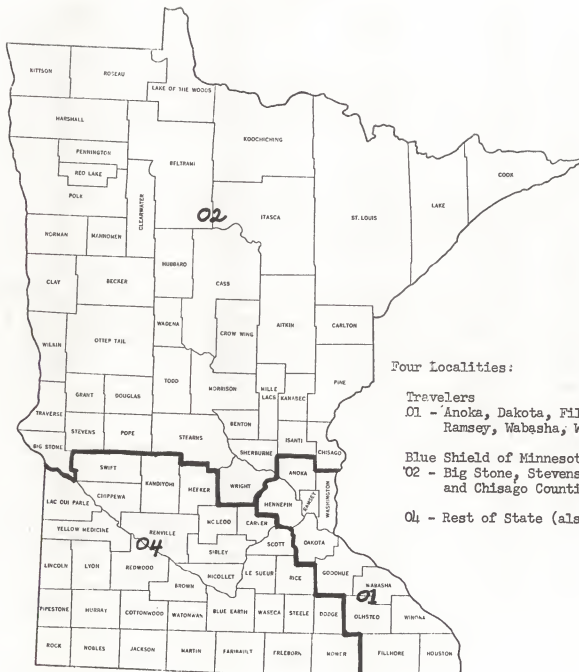 KITTSON
ROSEAU
LAKE OF THE WOODS
MARSHALL
KOOCHICHING
PENNINGTON
BELTRAMI
COOK
RED LAKE
POLK
CLEARWATER
ITASCA
ST. LOUIS
LAKE
02
NORMAN
MAHNOMEN
HUBBARD
CASS
CLAY
BECKER
WADENA
CROW WING
AITKIN
CARLTON
WILKIN
OTTER TAIL
PINE
Four Localities:
TODD
MORRISON
MILLE
LACS
KANABEC
GRANT
DOUGLAS
Travelers
01 - Anoka, Dakota, Fil
Ramsey, Wabasha, W
TRAVERSE
STEVENS
POPE
STEARNS
BENTON
ISANTI
CHISAGO
BIG STONE
SHERBURNE
Blue Shield of Minnesot
02 - Big Stone, Stevens
and Chisago Counti
SWIFT
KANDIYOHI
MEEKER
WRIGHT
ANOKA
LAC QUI PARLE
CHIPPEWA
HENNEPIN
RAMSEY
WASHINGTON
04 - Rest of State (als
YELLOW MEDICINE
RENVILLE
MC LEOD
CARVER
04
SCOTT
DAKOTA
LINCOLN
LYON
REDWOOD
SIBLEY
BROWN
NICOLLET
LE SUEUR
RICE
GOODHUE
WABASHA
01
PIPESTONE
MURRAY
COTTONWOOD
WATONWAN
BLUE EARTH
WASECA
STEELE
DODGE
OLMSTED
WINONA
ROCK
NOBLES
JACKSON
MARTIN
FARIBAULT
FREEBORN
MOWER
FILLMORE
HOUSTON